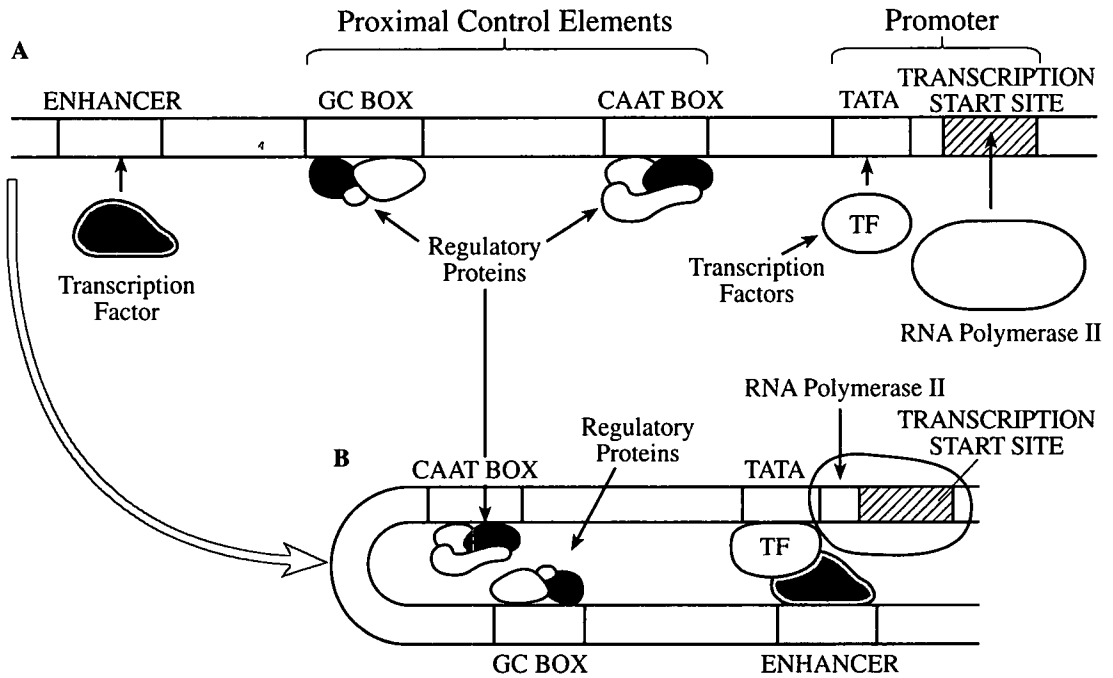 Proximal Control Elements
Promoter
A
ENHANCER
GC BOX
CAAT BOX
TATA
TRANSCRIPTION
START SITE
4
TF
Regulatory
Proteins
Transcription
Factor
Transcription
Factors
RNA Polymerase II
RNA Polymerase II
Regulatory
Proteins
TRANSCRIPTION
START SITE
B
CAAT BOX
TATA
TF
GC BOX
ENHANCER